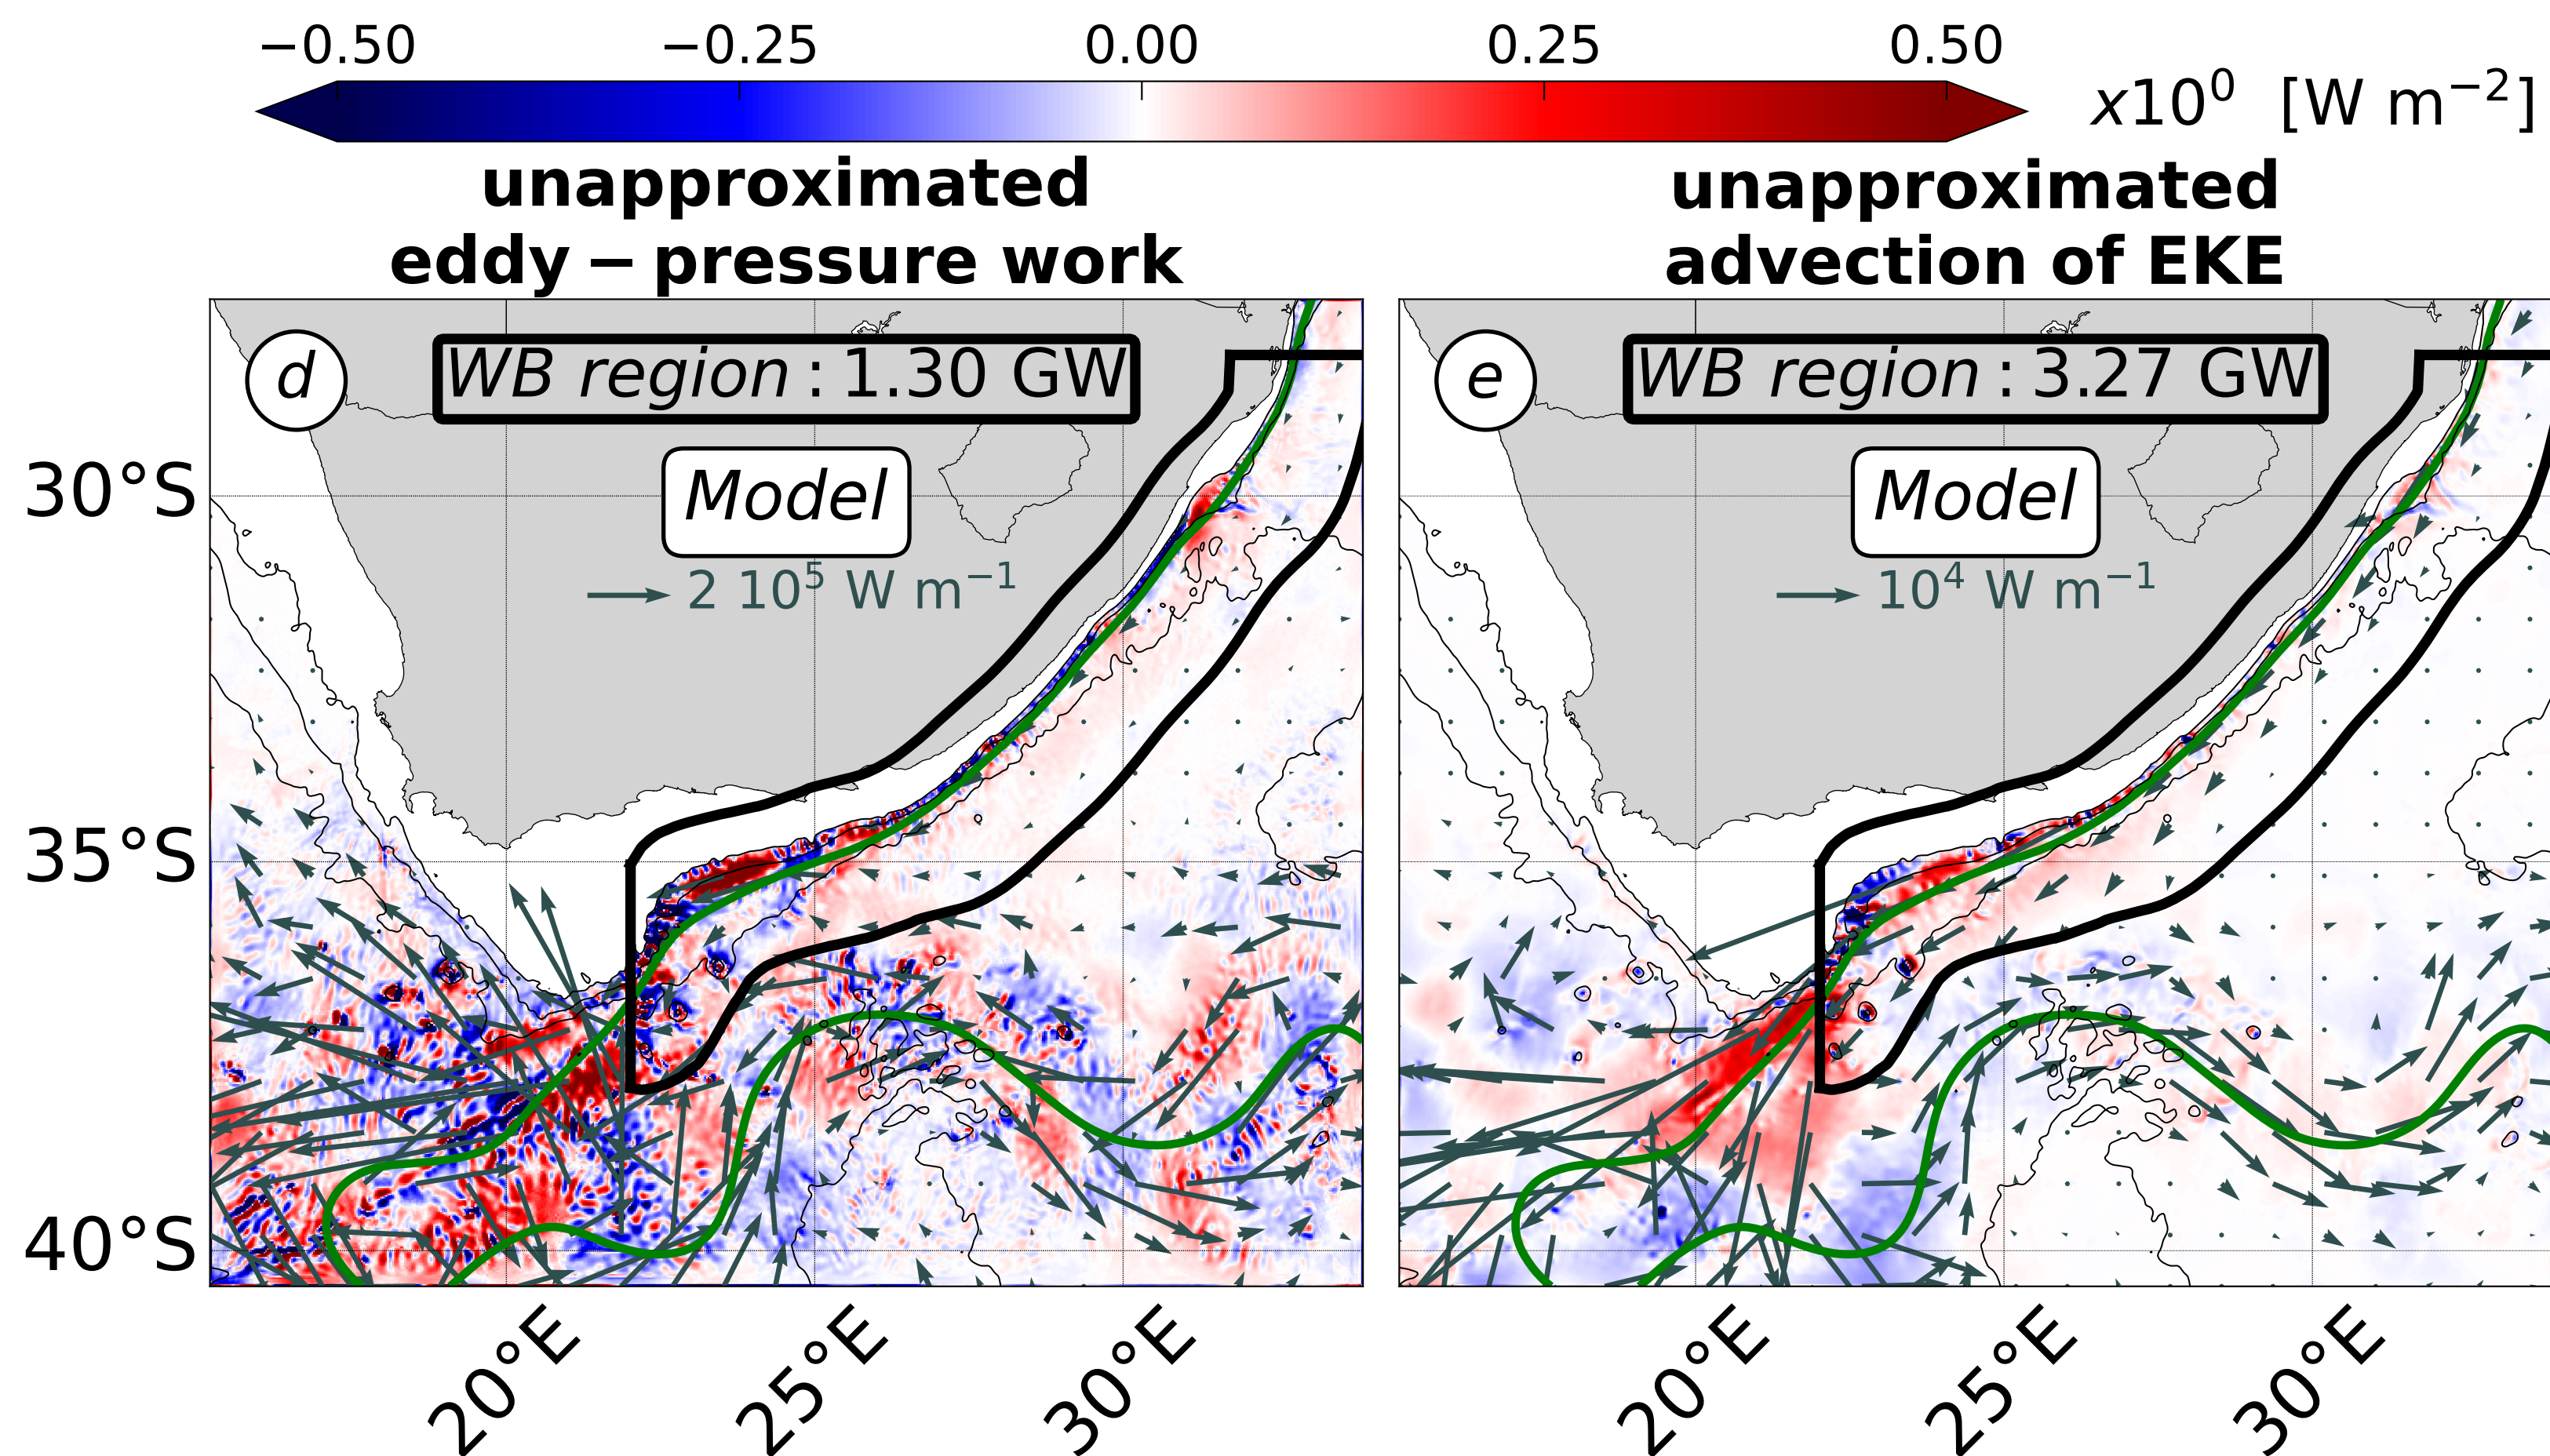 −0.50 −0.25 0.00 0.25 0.50
x10⁰ [W m⁻²]
unapproximated
eddy − pressure work
unapproximated
advection of EKE
d
WB region : 1.30 GW
Model
2 10⁵ W m⁻¹
e
WB region : 3.27 GW
Model
10⁴ W m⁻¹
30°S
35°S
40°S
20°E 25°E 30°E
20°E 25°E 30°E